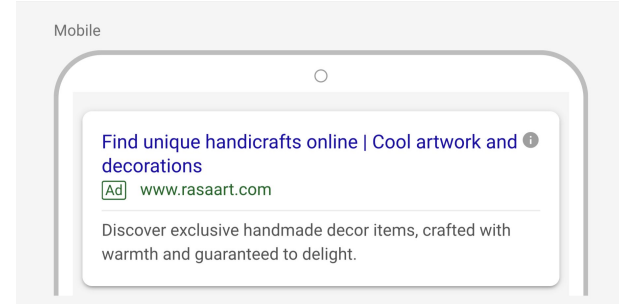 Mobile
Find unique handicrafts online | Cool artwork and
decorations
Ad www.rasaart.com
Discover exclusive handmade decor items, crafted with
warmth and guaranteed to delight.